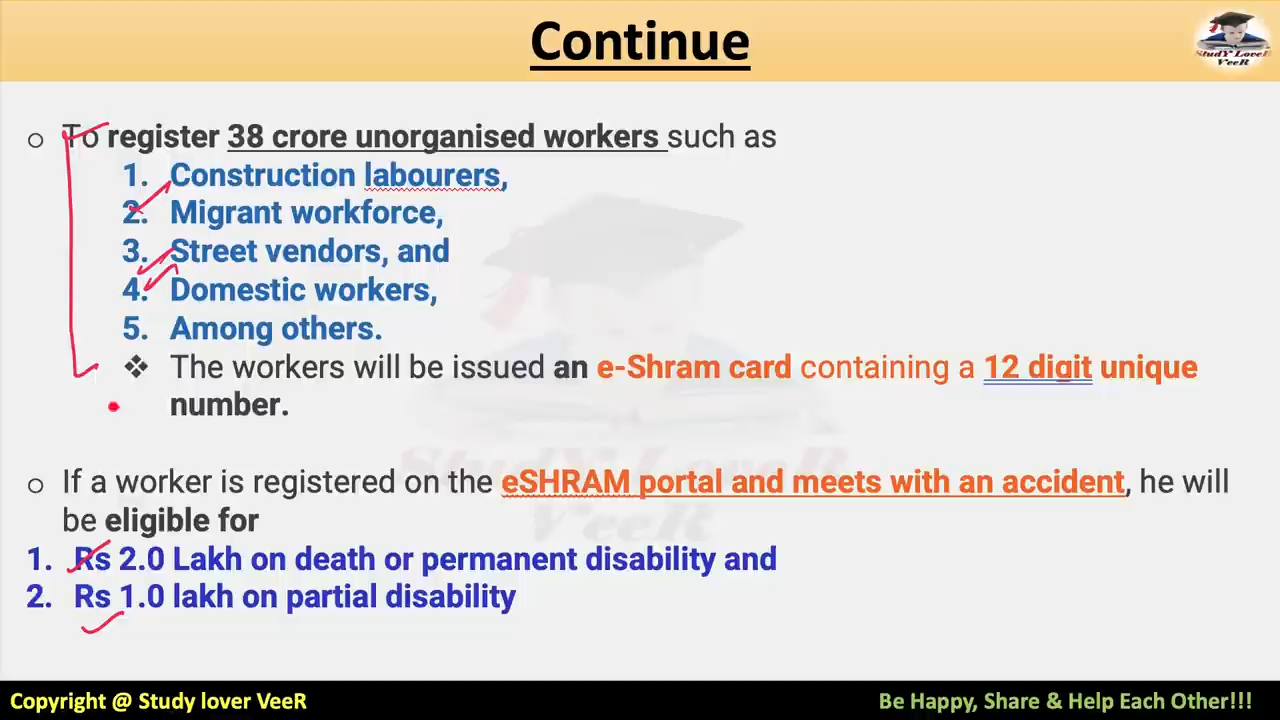 Continue
StudY LoveR
VeeR
o To register 38 crore unorganised workers such as
1. Construction labourers,
2. Migrant workforce,
3. Street vendors, and
4. Domestic workers,
5. Among others.
❖ The workers will be issued an e-Shram card containing a 12 digit unique
number.
StudY LoveR
VeeR
o If a worker is registered on the eSHRAM portal and meets with an accident, he will
be eligible for
1. Rs 2.0 Lakh on death or permanent disability and
2. Rs 1.0 lakh on partial disability
Copyright @ Study lover VeeR
Be Happy, Share & Help Each Other!!!